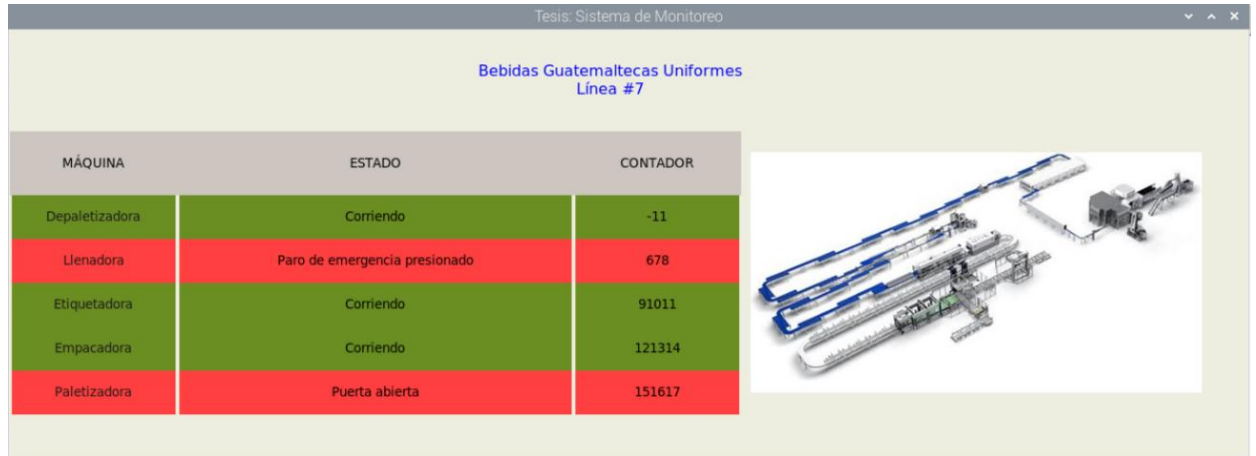 Tesis: Sistema de Monitoreo
Bebidas Guatemaltecas Uniformes
Línea #7
MÁQUINA ESTADO CONTADOR
Depaletizadora Corriendo -11
Llenadora Paro de emergencia presionado 678
Etiquetadora Corriendo 91011
Empacadora Corriendo 121314
Paletizadora Puerta abierta 151617